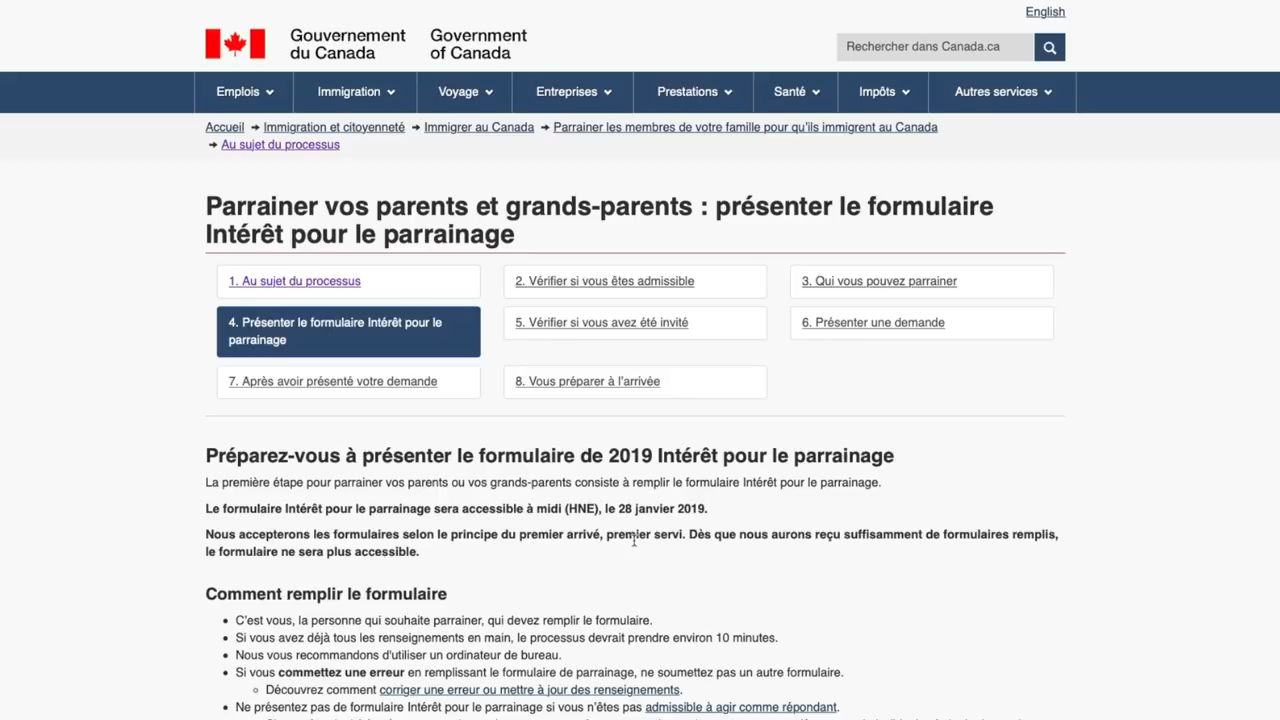 English
Gouvernement du Canada
Government of Canada
Rechercher dans Canada.ca
Emplois
Immigration
Voyage
Entreprises
Prestations
Santé
Impôts
Autres services
Accueil → Immigration et citoyenneté → Immigrer au Canada → Parrainer les membres de votre famille pour qu'ils immigrent au Canada
→ Au sujet du processus
Parrainer vos parents et grands-parents : présenter le formulaire
Intérêt pour le parrainage
1. Au sujet du processus
2. Vérifier si vous êtes admissible
3. Qui vous pouvez parrainer
4. Présenter le formulaire Intérêt pour le
parrainage
5. Vérifier si vous avez été invité
6. Présenter une demande
7. Après avoir présenté votre demande
8. Vous préparer à l'arrivée
Préparez-vous à présenter le formulaire de 2019 Intérêt pour le parrainage
La première étape pour parrainer vos parents ou vos grands-parents consiste à remplir le formulaire Intérêt pour le parrainage.
Le formulaire Intérêt pour le parrainage sera accessible à midi (HNE), le 28 janvier 2019.
Nous accepterons les formulaires selon le principe du premier arrivé, premier servi. Dès que nous aurons reçu suffisamment de formulaires remplis,
le formulaire ne sera plus accessible.
Comment remplir le formulaire
• C'est vous, la personne qui souhaite parrainer, qui devez remplir le formulaire.
• Si vous avez déjà tous les renseignements en main, le processus devrait prendre environ 10 minutes.
• Nous vous recommandons d'utiliser un ordinateur de bureau.
• Si vous commettez une erreur en remplissant le formulaire de parrainage, ne soumettez pas un autre formulaire.
◦ Découvrez comment corriger une erreur ou mettre à jour des renseignements.
• Ne présentez pas de formulaire Intérêt pour le parrainage si vous n'êtes pas admissible à agir comme répondant.